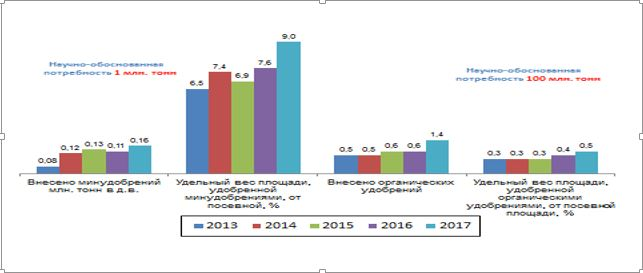 Научно-обоснованная
потребность 1 млн. тонн
Научно-обоснованная
потребность 100 млн. тонн
0,08
0,12
0,13
0,11
0,16
6,5
7,4
6,9
7,6
9,0
0,5
0,5
0,6
0,6
1,4
0,3
0,3
0,3
0,4
0,5
Внесено минудобрений
млн. тонн в д.в.
Удельный вес площади,
удобренной
минудобрениями, от
посевной, %
Внесено органических
удобрений
Удельный вес площади,
удобренной
органическими
удобрениями, от посевной
площади, %
2013 2014 2015 2016 2017